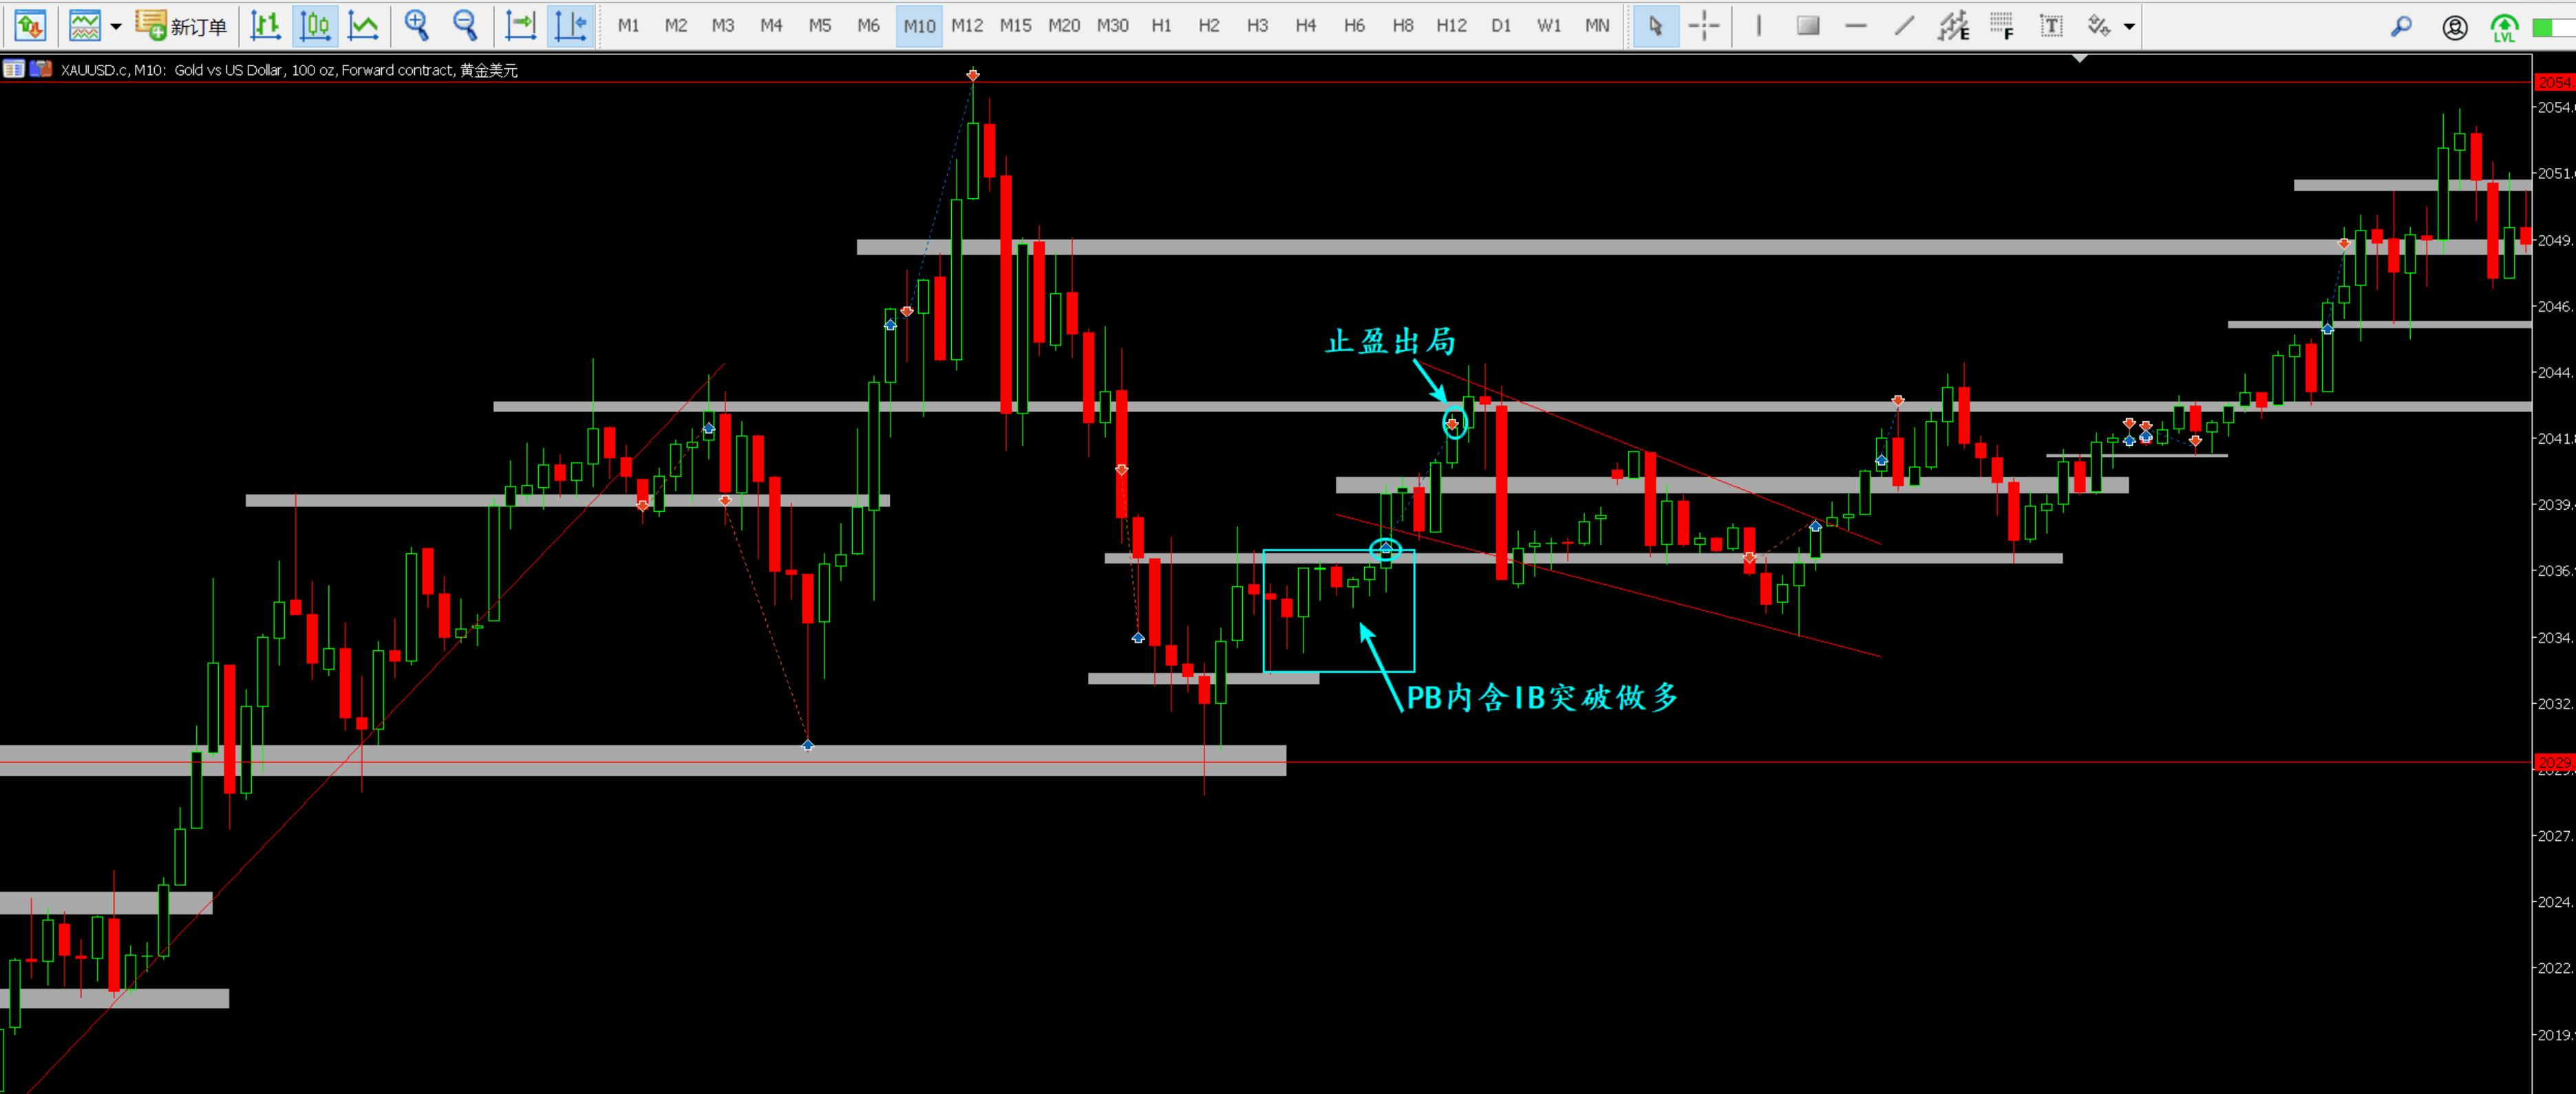 新订单
M1 M2 M3 M4 M5 M6 M10 M12 M15 M20 M30 H1 H2 H3 H4 H6 H8 H12 D1 W1 MN
E
F
T
LVL
XAUUSD.c, M10: Gold vs US Dollar, 100 oz, Forward contract, 黄金美元
2054.
2054.
2051.
2049.
2046.
止盈出局
2044.
2041.
2039.
2036.
2034.
PB内含IB突破做多
2032.
2029.
2027.
2024.
2022.
2019.